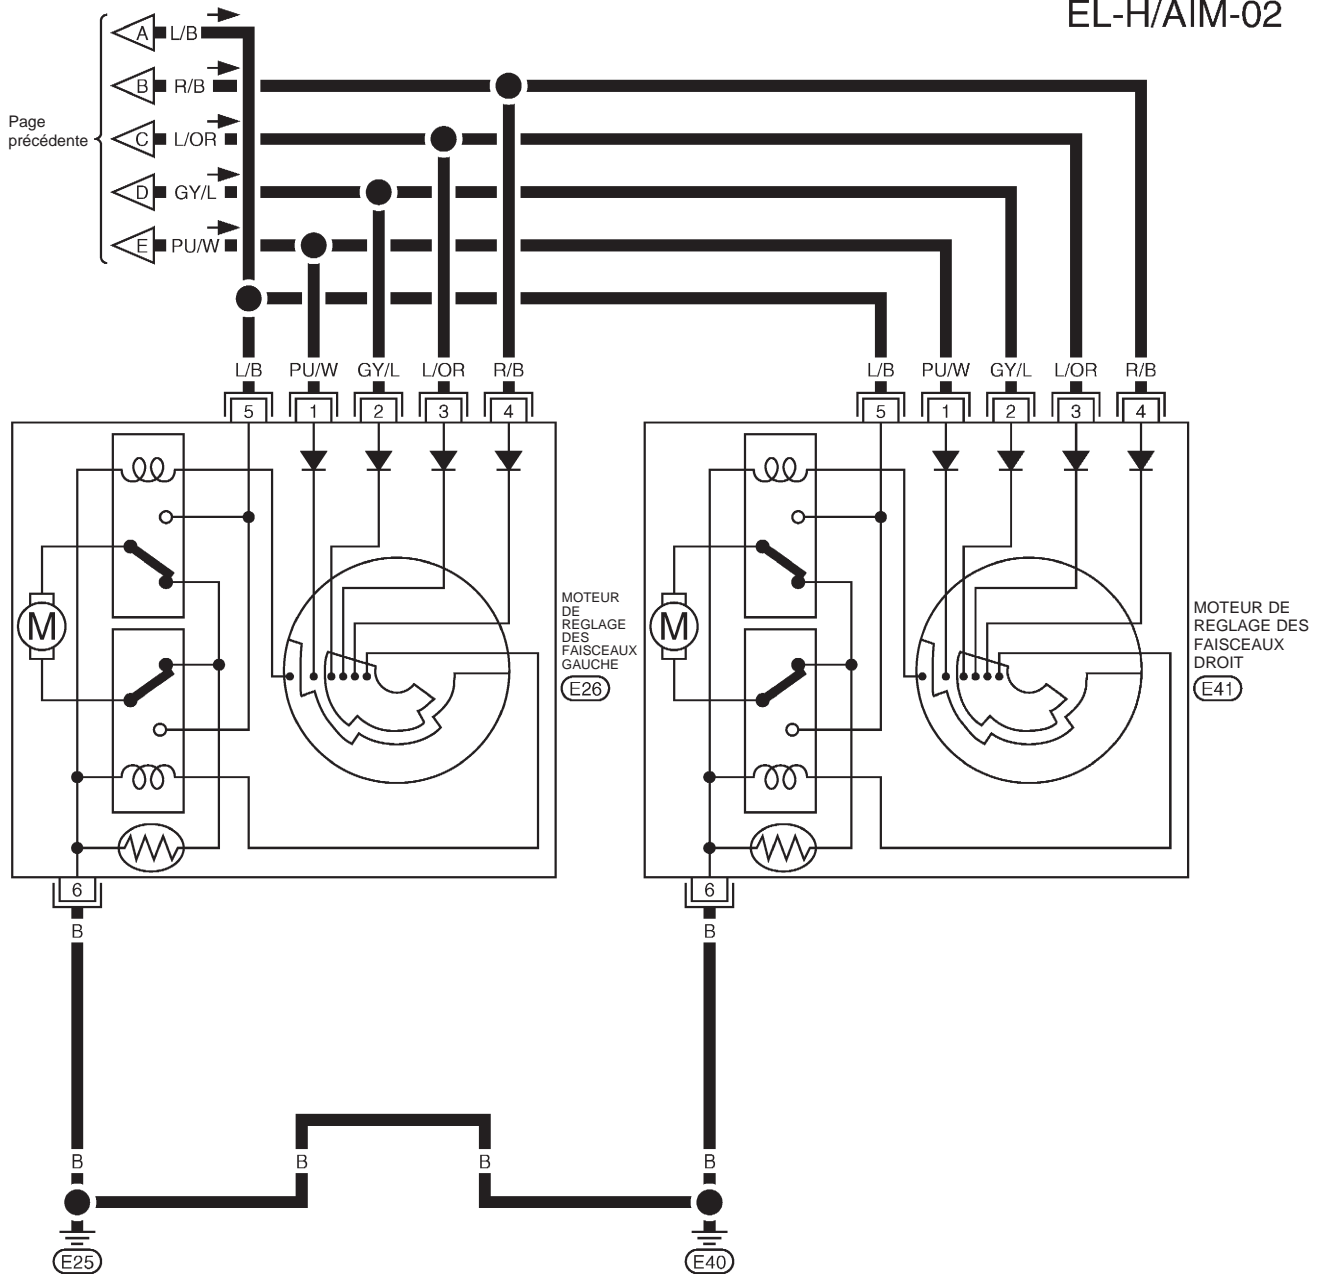 EL-H/AIM-02
A L/B
B R/B
C L/OR
D GY/L
E PU/W
Page
précédente
L/B PU/W GY/L L/OR R/B
L/B PU/W GY/L L/OR R/B
5 1 2 3 4
5 1 2 3 4
M
MOTEUR
DE
REGLAGE
DES
FAISCEAUX
GAUCHE
E26
M
MOTEUR DE
REGLAGE DES
FAISCEAUX
DROIT
E41
6
6
B
B
B B B B
E25
E40